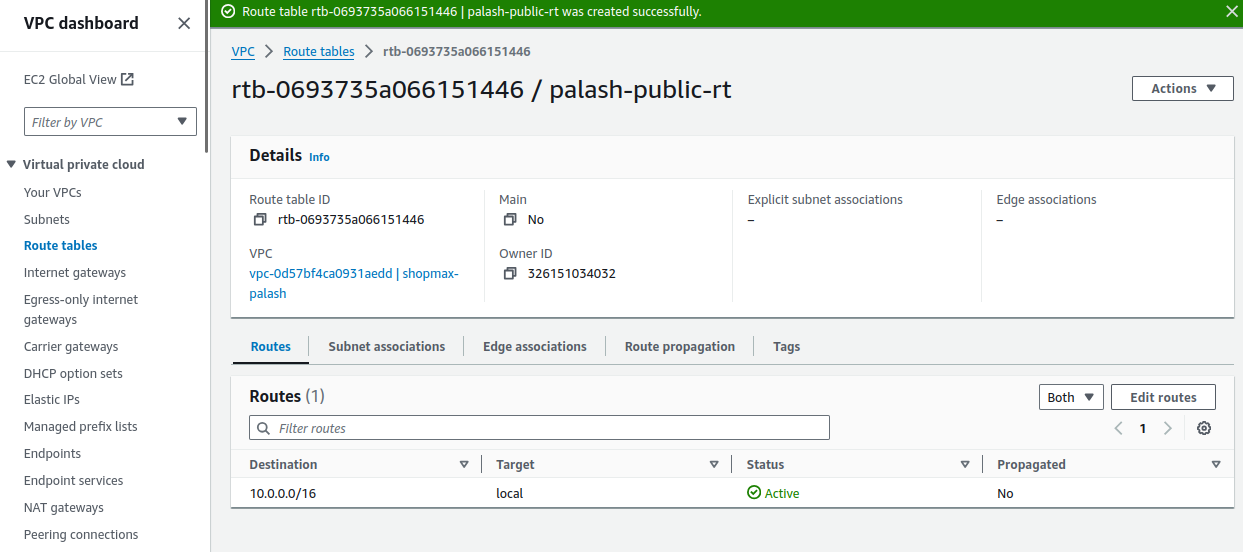 VPC dashboard
EC2 Global View
Filter by VPC
Virtual private cloud
Your VPCs
Subnets
Route tables
Internet gateways
Egress-only internet
gateways
Carrier gateways
DHCP option sets
Elastic IPs
Managed prefix lists
Endpoints
Endpoint services
NAT gateways
Peering connections
Route table rtb-0693735a066151446 | palash-public-rt was created successfully.
VPC > Route tables > rtb-0693735a066151446
rtb-0693735a066151446 / palash-public-rt
Actions
Details Info
Route table ID
rtb-0693735a066151446
Main
No
Explicit subnet associations
–
Edge associations
–
VPC
vpc-0d57bf4ca0931aedd | shopmax-
palash
Owner ID
326151034032
Routes
Subnet associations
Edge associations
Route propagation
Tags
Routes (1)
Both
Edit routes
Filter routes
1
Destination Target Status Propagated
10.0.0.0/16 local Active No